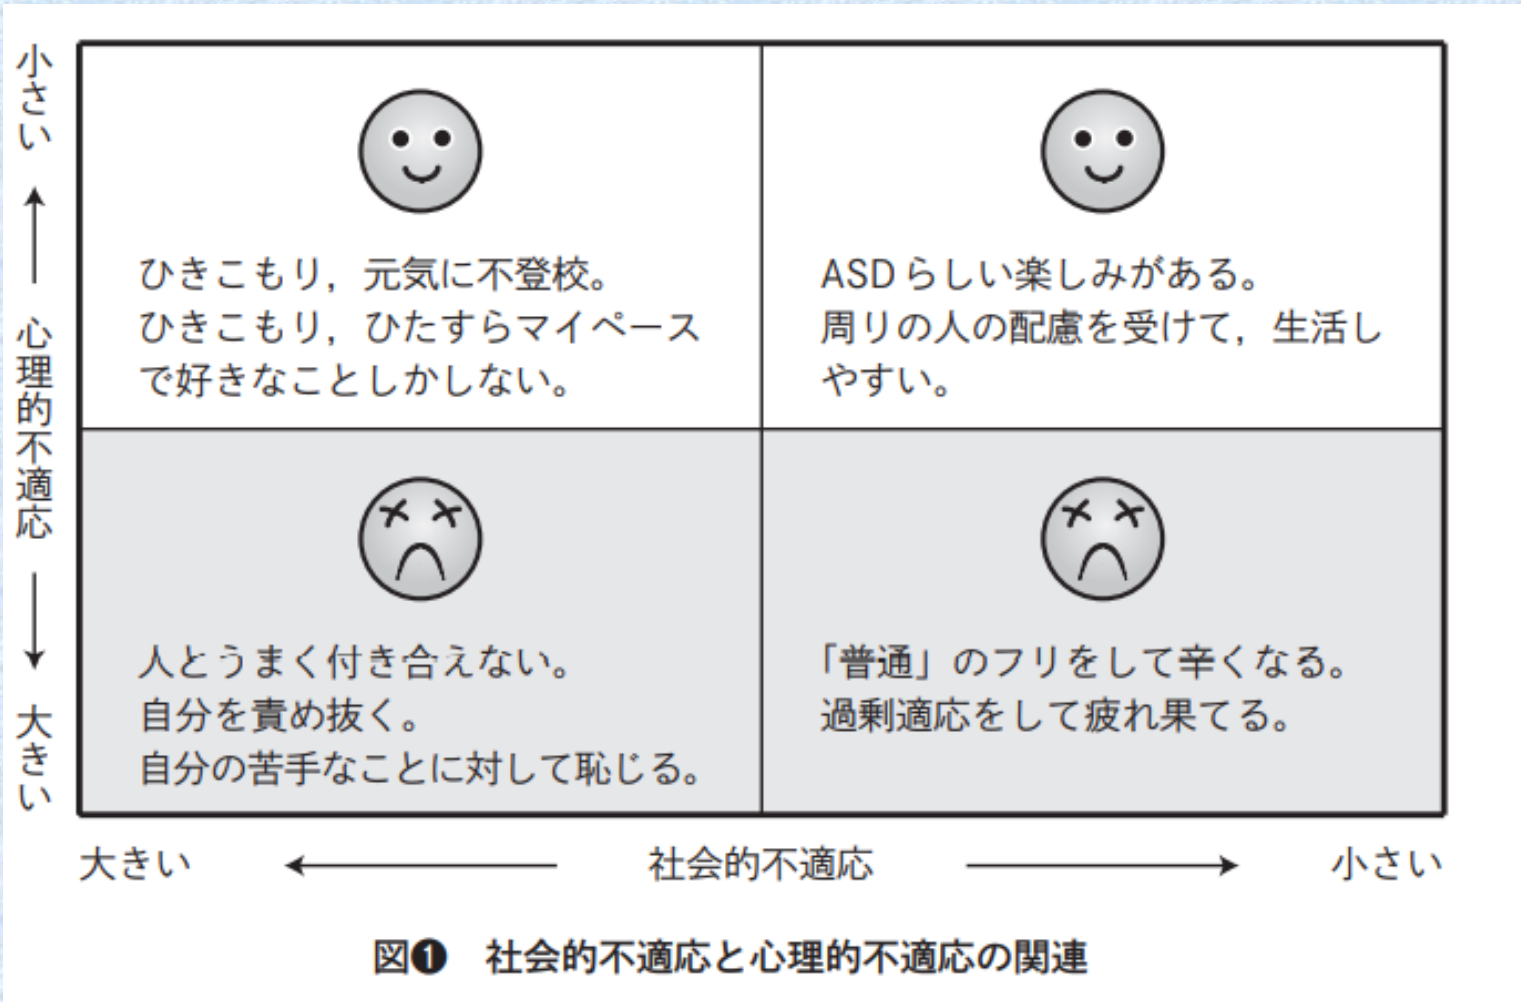 小さい
心理的不適応
大きい
ひきこもり，元気に不登校。
ひきこもり，ひたすらマイペース
で好きなことしかしない。
ASDらしい楽しみがある。
周りの人の配慮を受けて，生活し
やすい。
人とうまく付き合えない。
自分を責め抜く。
自分の苦手なことに対して恥じる。
「普通」のフリをして辛くなる。
過剰適応をして疲れ果てる。
大きい
社会的不適応
小さい
図❶　社会的不適応と心理的不適応の関連